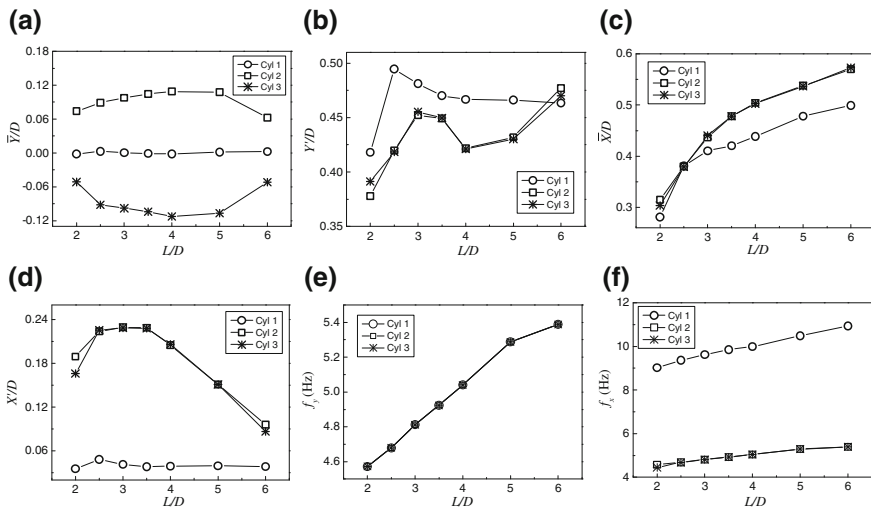 (a)
0.18
0.12
0.06
0.00
-0.06
-0.12
Y̅/D
2 3 4 5 6
L/D
Cyl 1
Cyl 2
Cyl 3
(b)
0.50
0.45
0.40
0.35
Y'/D
2 3 4 5 6
L/D
Cyl 1
Cyl 2
Cyl 3
(c)
0.6
0.5
0.4
0.3
X̅/D
2 3 4 5 6
L/D
Cyl 1
Cyl 2
Cyl 3
(d)
0.24
0.18
0.12
0.06
X'/D
2 3 4 5 6
L/D
Cyl 1
Cyl 2
Cyl 3
(e)
5.4
5.2
5.0
4.8
4.6
f_y (Hz)
2 3 4 5 6
L/D
Cyl 1
Cyl 2
Cyl 3
(f)
12
10
8
6
4
f_x (Hz)
2 3 4 5 6
L/D
Cyl 1
Cyl 2
Cyl 3